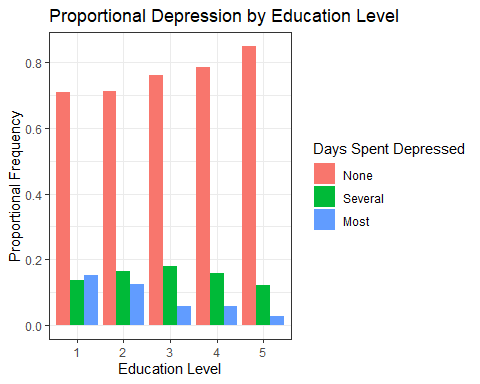 Proportional Depression by Education Level
Proportional Frequency
0.8
0.6
0.4
0.2
0.0
1 2 3 4 5
Education Level
Days Spent Depressed
None
Several
Most